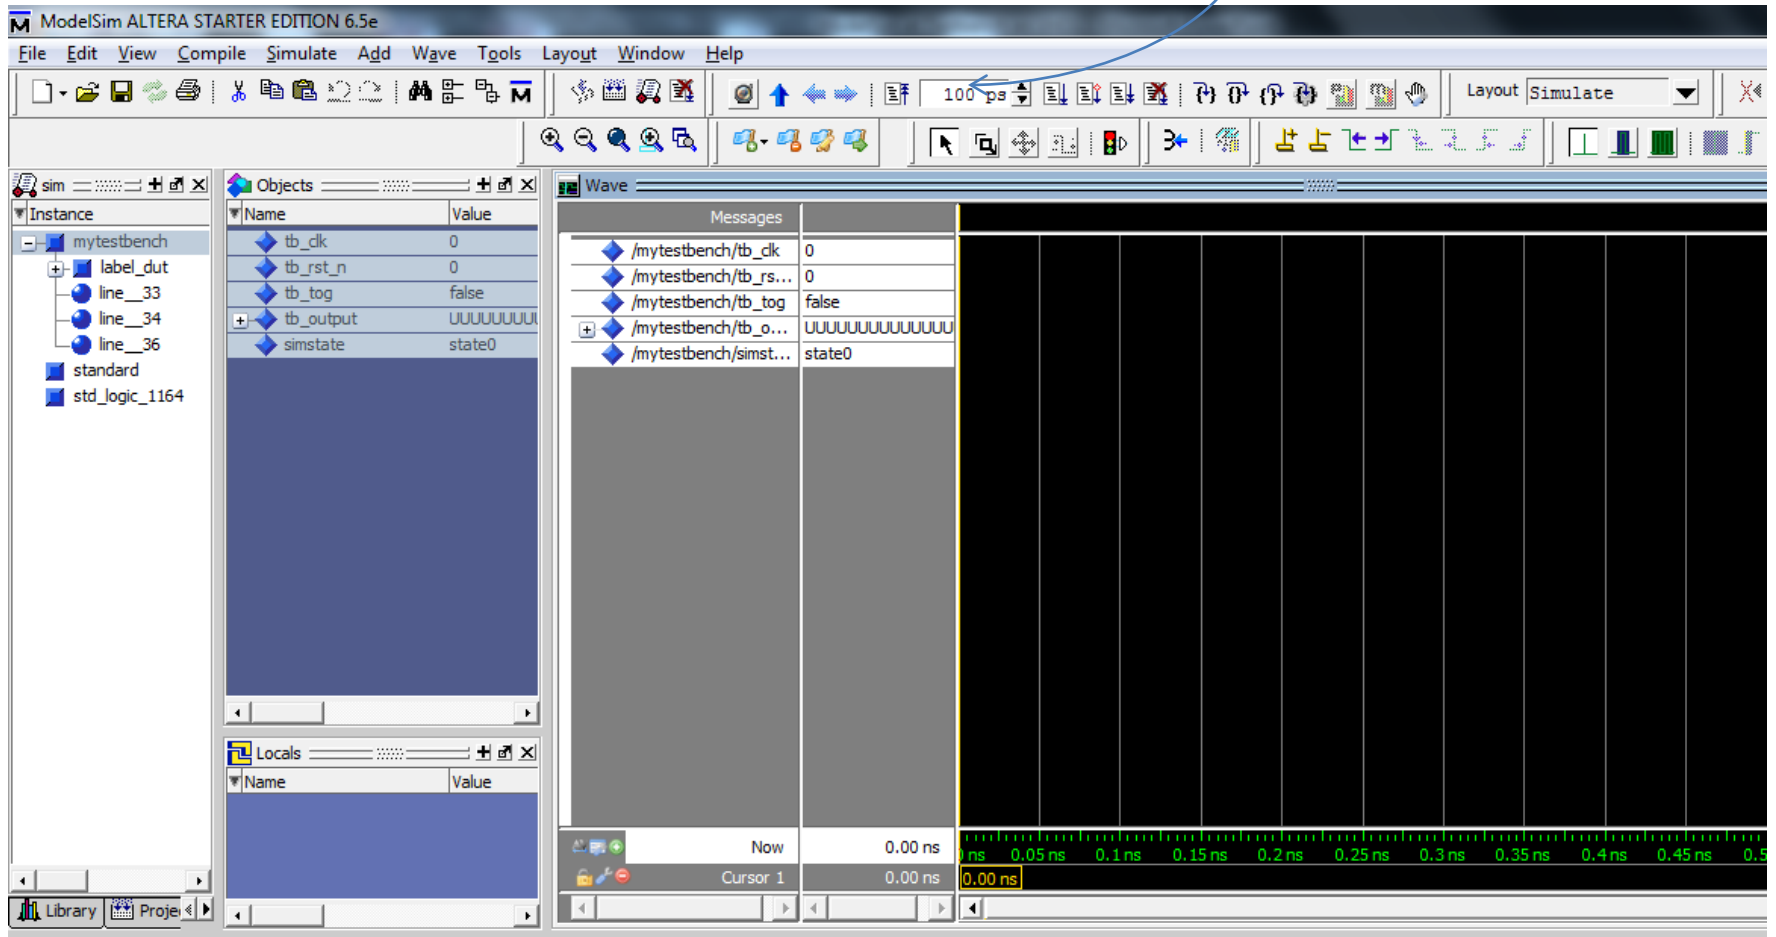 ModelSim ALTERA STARTER EDITION 6.5e
File Edit View Compile Simulate Add Wave Tools Layout Window Help
100 ps Layout Simulate
sim
Instance
mytestbench
label_dut
line__33
line__34
line__36
standard
std_logic_1164
Library Proje
Objects
Name Value
tb_clk 0
tb_rst_n 0
tb_tog false
tb_output UUUUUUUU
simstate state0
Locals
Name Value
Wave
Messages
/mytestbench/tb_clk 0
/mytestbench/tb_rs... 0
/mytestbench/tb_tog false
/mytestbench/tb_o... UUUUUUUUUUUUUU
/mytestbench/simst... state0
Now 0.00 ns
Cursor 1 0.00 ns
ns 0.05 ns 0.1 ns 0.15 ns 0.2 ns 0.25 ns 0.3 ns 0.35 ns 0.4 ns 0.45 ns 0.5
0.00 ns